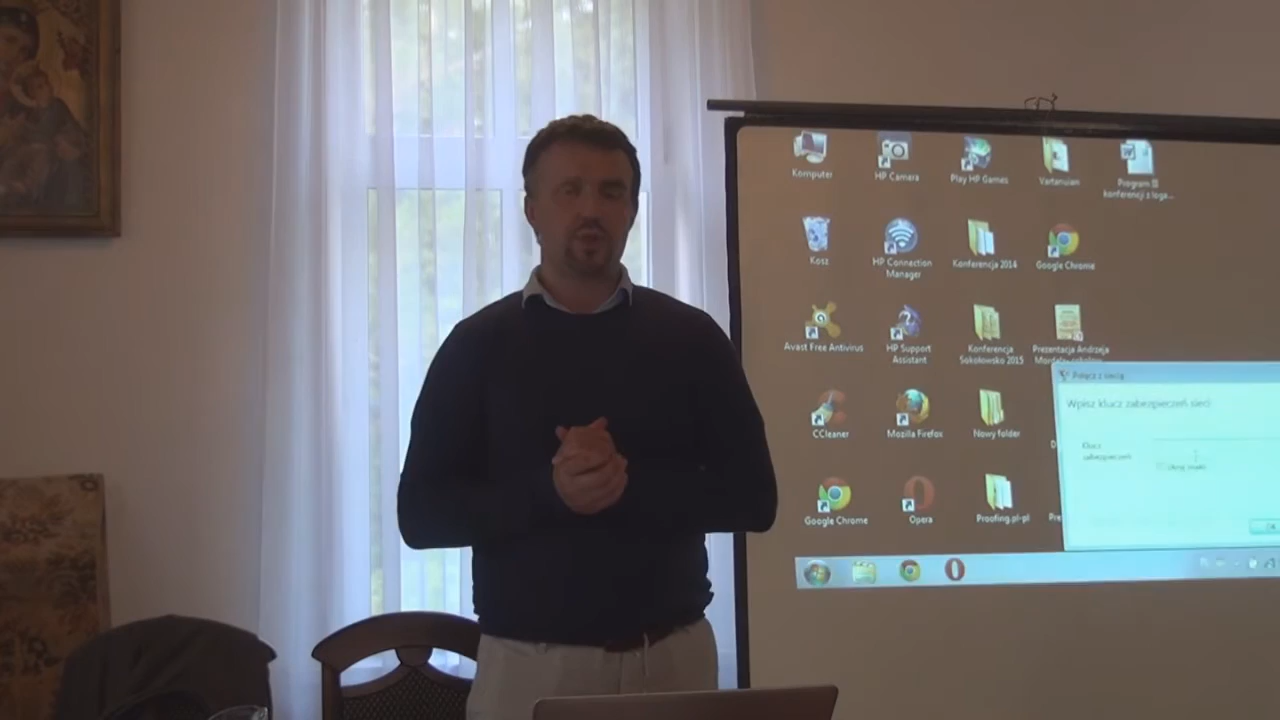 Komputer
HP Camera
Play HP Games
Vartanuian
Program III
konferencji z logo...
Kosz
HP Connection
Manager
Konferencja 2014
Google Chrome
Avast Free Antivirus
HP Support
Assistant
Konferencja
Sokołowsko 2015
Prezentacja Andrzeja
Połącz z siecią
Wpisz klucz zabezpieczeń sieci
Klucz
zabezpieczeń
Ukryj znaki
CCleaner
Mozilla Firefox
Nowy folder
Google Chrome
Opera
Proofing.pl-pl
OK